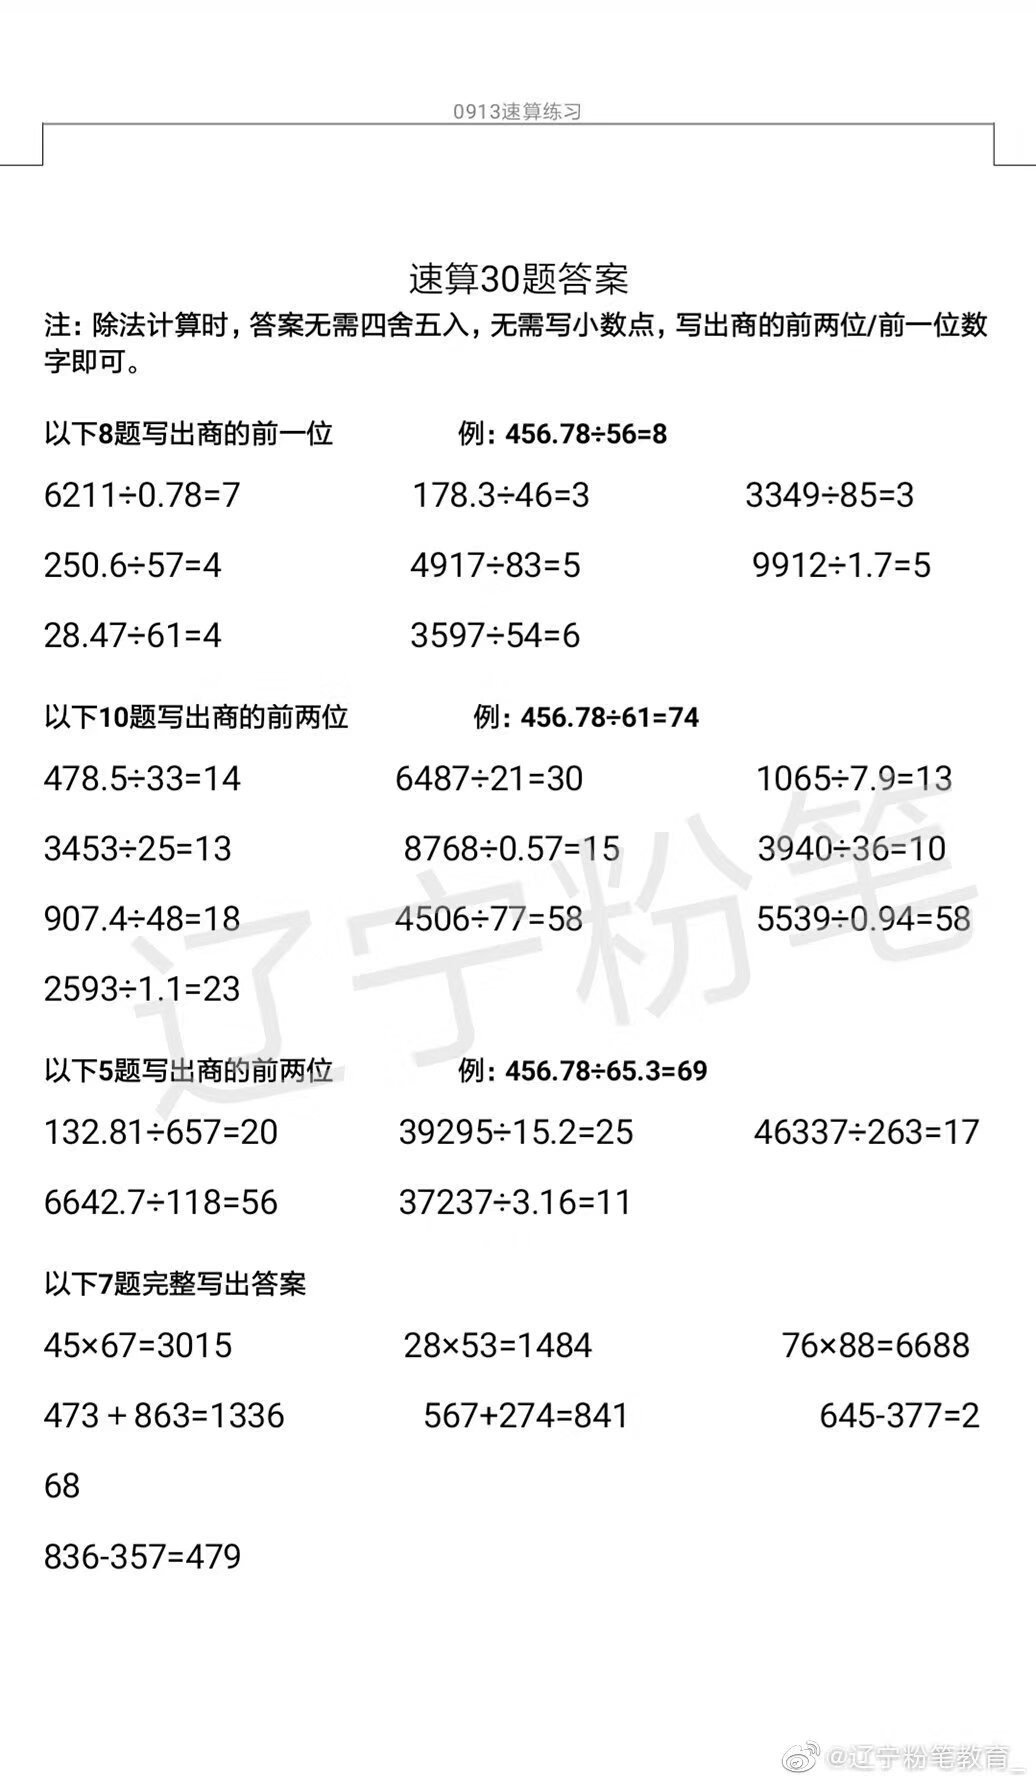 0913速算练习
速算30题答案
注：除法计算时，答案无需四舍五入，无需写小数点，写出商的前两位/前一位数
字即可。
以下8题写出商的前一位 例：456.78÷56=8
6211÷0.78=7 178.3÷46=3 3349÷85=3
250.6÷57=4 4917÷83=5 9912÷1.7=5
28.47÷61=4 3597÷54=6
以下10题写出商的前两位 例：456.78÷61=74
478.5÷33=14 6487÷21=30 1065÷7.9=13
3453÷25=13 8768÷0.57=15 3940÷36=10
907.4÷48=18 4506÷77=58 5539÷0.94=58
2593÷1.1=23
辽宁粉笔
以下5题写出商的前两位 例：456.78÷65.3=69
132.81÷657=20 39295÷15.2=25 46337÷263=17
6642.7÷118=56 37237÷3.16=11
以下7题完整写出答案
45×67=3015 28×53=1484 76×88=6688
473＋863=1336 567+274=841 645-377=2
68
836-357=479
@辽宁粉笔教育_